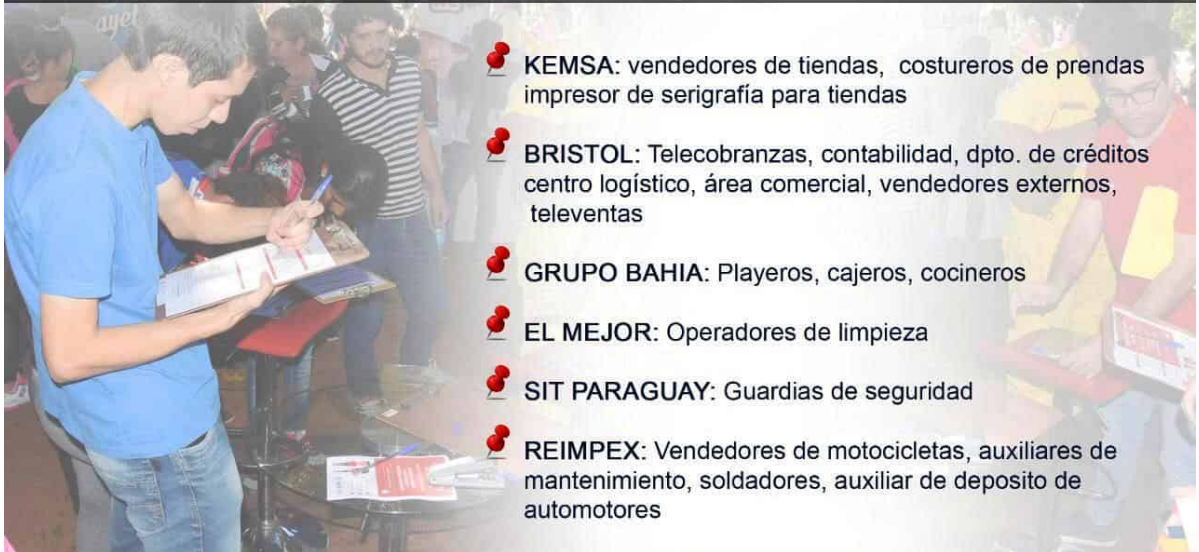 KEMSA: vendedores de tiendas, costureros de prendas
impresor de serigrafía para tiendas
BRISTOL: Telecobranzas, contabilidad, dpto. de créditos
centro logístico, área comercial, vendedores externos,
televentas
GRUPO BAHIA: Playeros, cajeros, cocineros
EL MEJOR: Operadores de limpieza
SIT PARAGUAY: Guardias de seguridad
REIMPEX: Vendedores de motocicletas, auxiliares de
mantenimiento, soldadores, auxiliar de deposito de
automotores